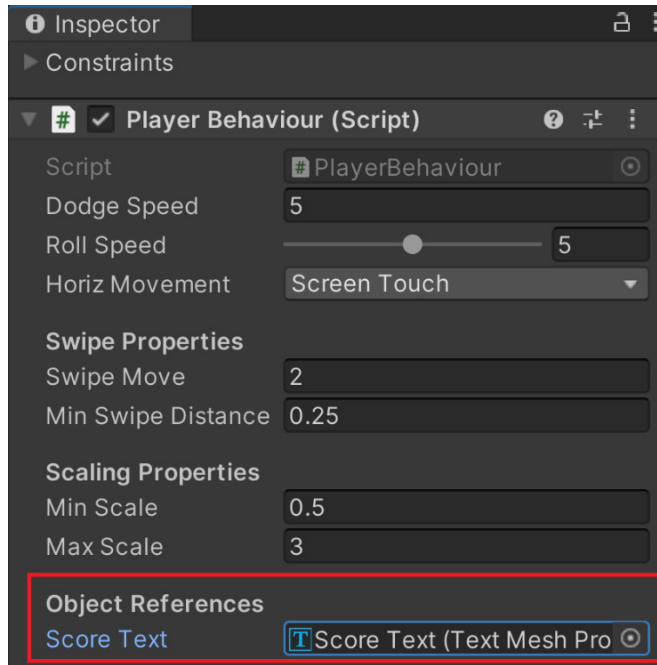 Inspector
Constraints
# Player Behaviour (Script)
Script # PlayerBehaviour
Dodge Speed 5
Roll Speed 5
Horiz Movement Screen Touch
Swipe Properties
Swipe Move 2
Min Swipe Distance 0.25
Scaling Properties
Min Scale 0.5
Max Scale 3
Object References
Score Text T Score Text (Text Mesh Pro